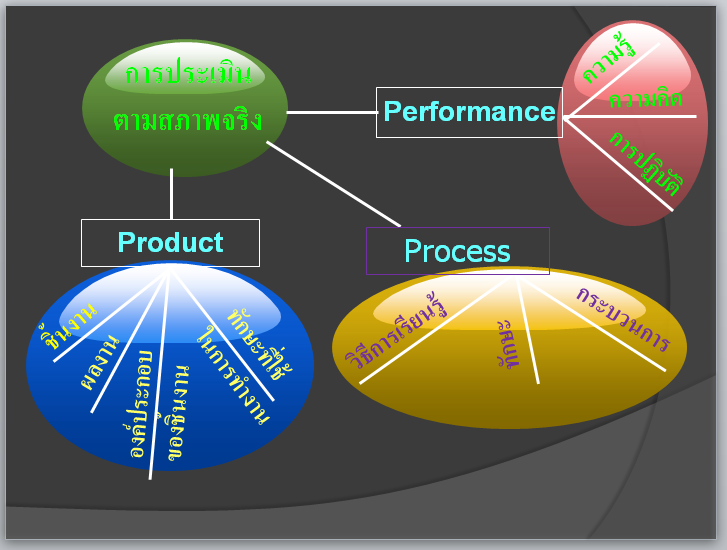 การประเมิน
ตามสภาพจริง
Performance
ความรู้
ความคิด
การปฏิบัติ
Product
ชิ้นงาน
ผลงาน
องค์ประกอบ
ของชิ้นงาน
ทักษะที่ใช้
ในการทำงาน
Process
วิธีการเรียนรู้
กระบวนการ